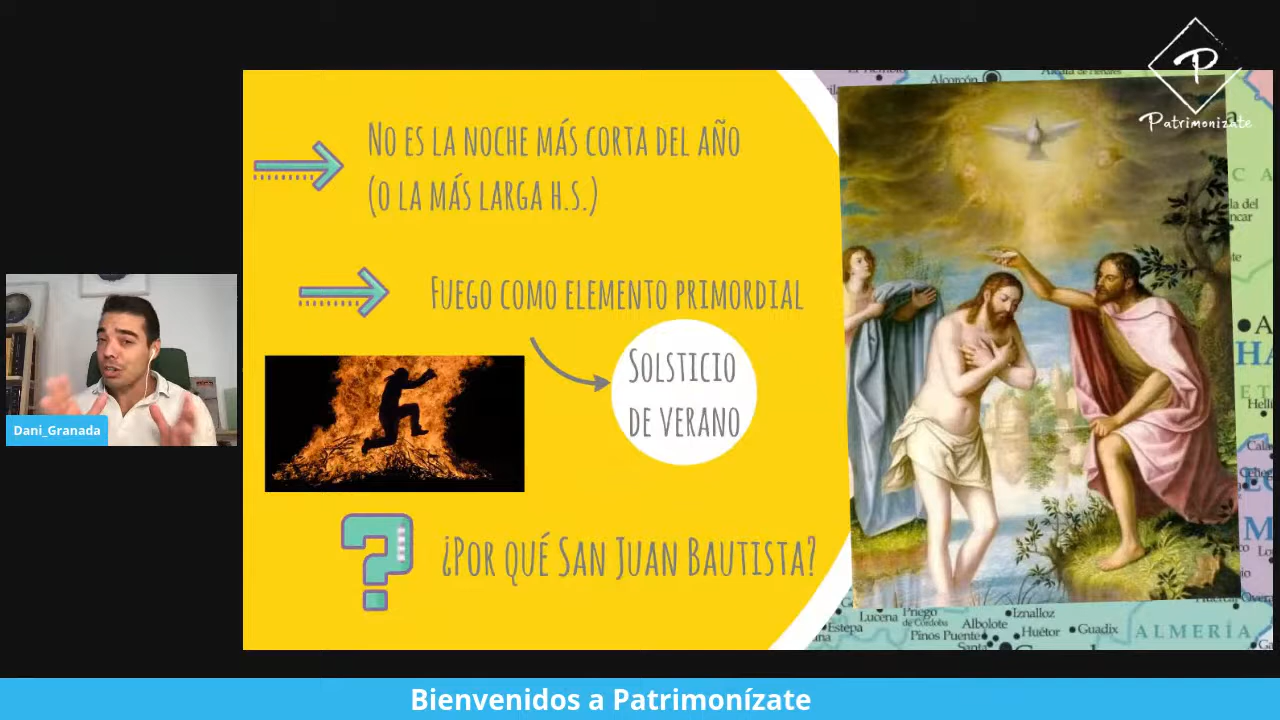 Patrimonízate
NO ES LA NOCHE MÁS CORTA DEL AÑO
(O LA MÁS LARGA H.S.)
FUEGO COMO ELEMENTO PRIMORDIAL
SOLSTICIO
DE VERANO
¿POR QUÉ SAN JUAN BAUTISTA?
Dani_Granada
Alcorcón
Lucena
Priego
de Córdoba
Estepa
Pinos Puente
Albolote
Iznalloz
Huétor
Guadix
ALMERÍA
Bienvenidos a Patrimonízate